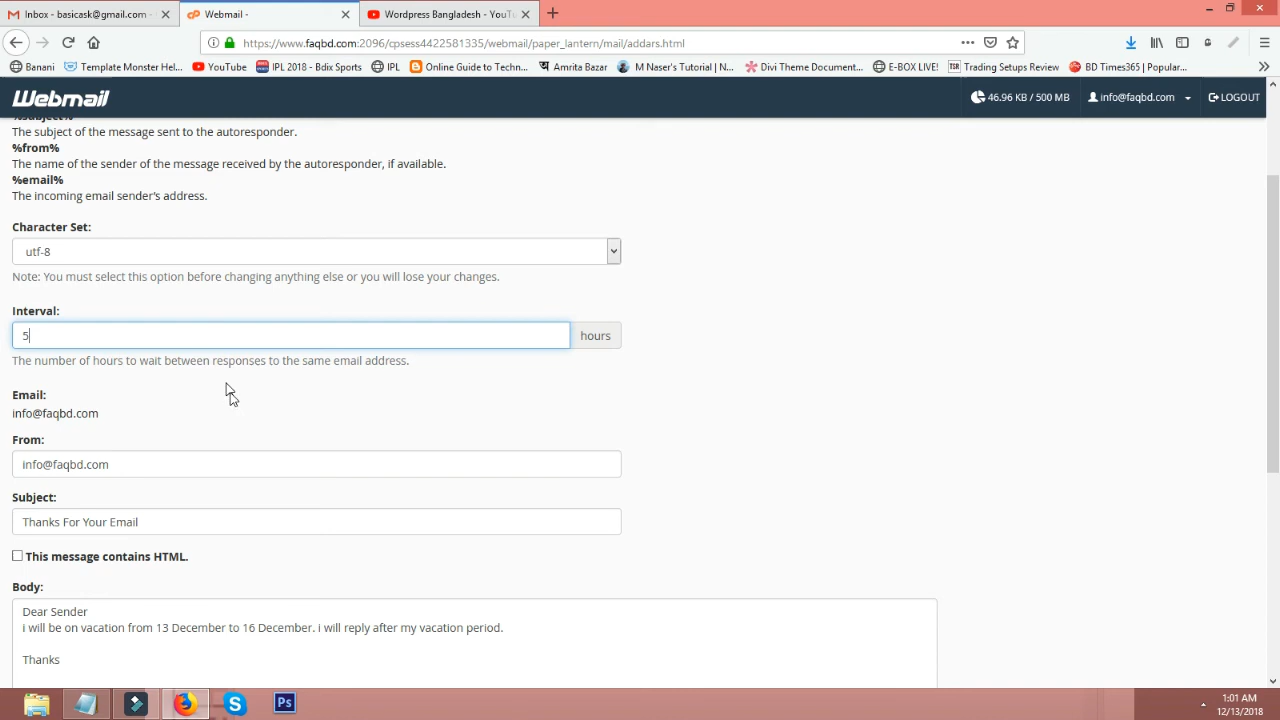 Inbox - basicask@gmail.com -
Webmail -
Wordpress Bangladesh - YouTu
https://www.faqbd.com:2096/cpsess4422581335/webmail/paper_lantern/mail/addars.html
Banani
Template Monster Hel...
YouTube
IPL 2018 - Bdix Sports
IPL
Online Guide to Techn...
Amrita Bazar
M Naser's Tutorial | N...
Divi Theme Document...
E-BOX LIVE!
TSR Trading Setups Review
BD Times365 | Popular...
Webmail
46.96 KB / 500 MB
info@faqbd.com
LOGOUT
%subject%
The subject of the message sent to the autoresponder.
%from%
The name of the sender of the message received by the autoresponder, if available.
%email%
The incoming email sender's address.
Character Set:
utf-8
Note: You must select this option before changing anything else or you will lose your changes.
Interval:
5
hours
The number of hours to wait between responses to the same email address.
Email:
info@faqbd.com
From:
info@faqbd.com
Subject:
Thanks For Your Email
This message contains HTML.
Body:
Dear Sender
i will be on vacation from 13 December to 16 December. i will reply after my vacation period.
Thanks
Ps
1:01 AM
12/13/2018